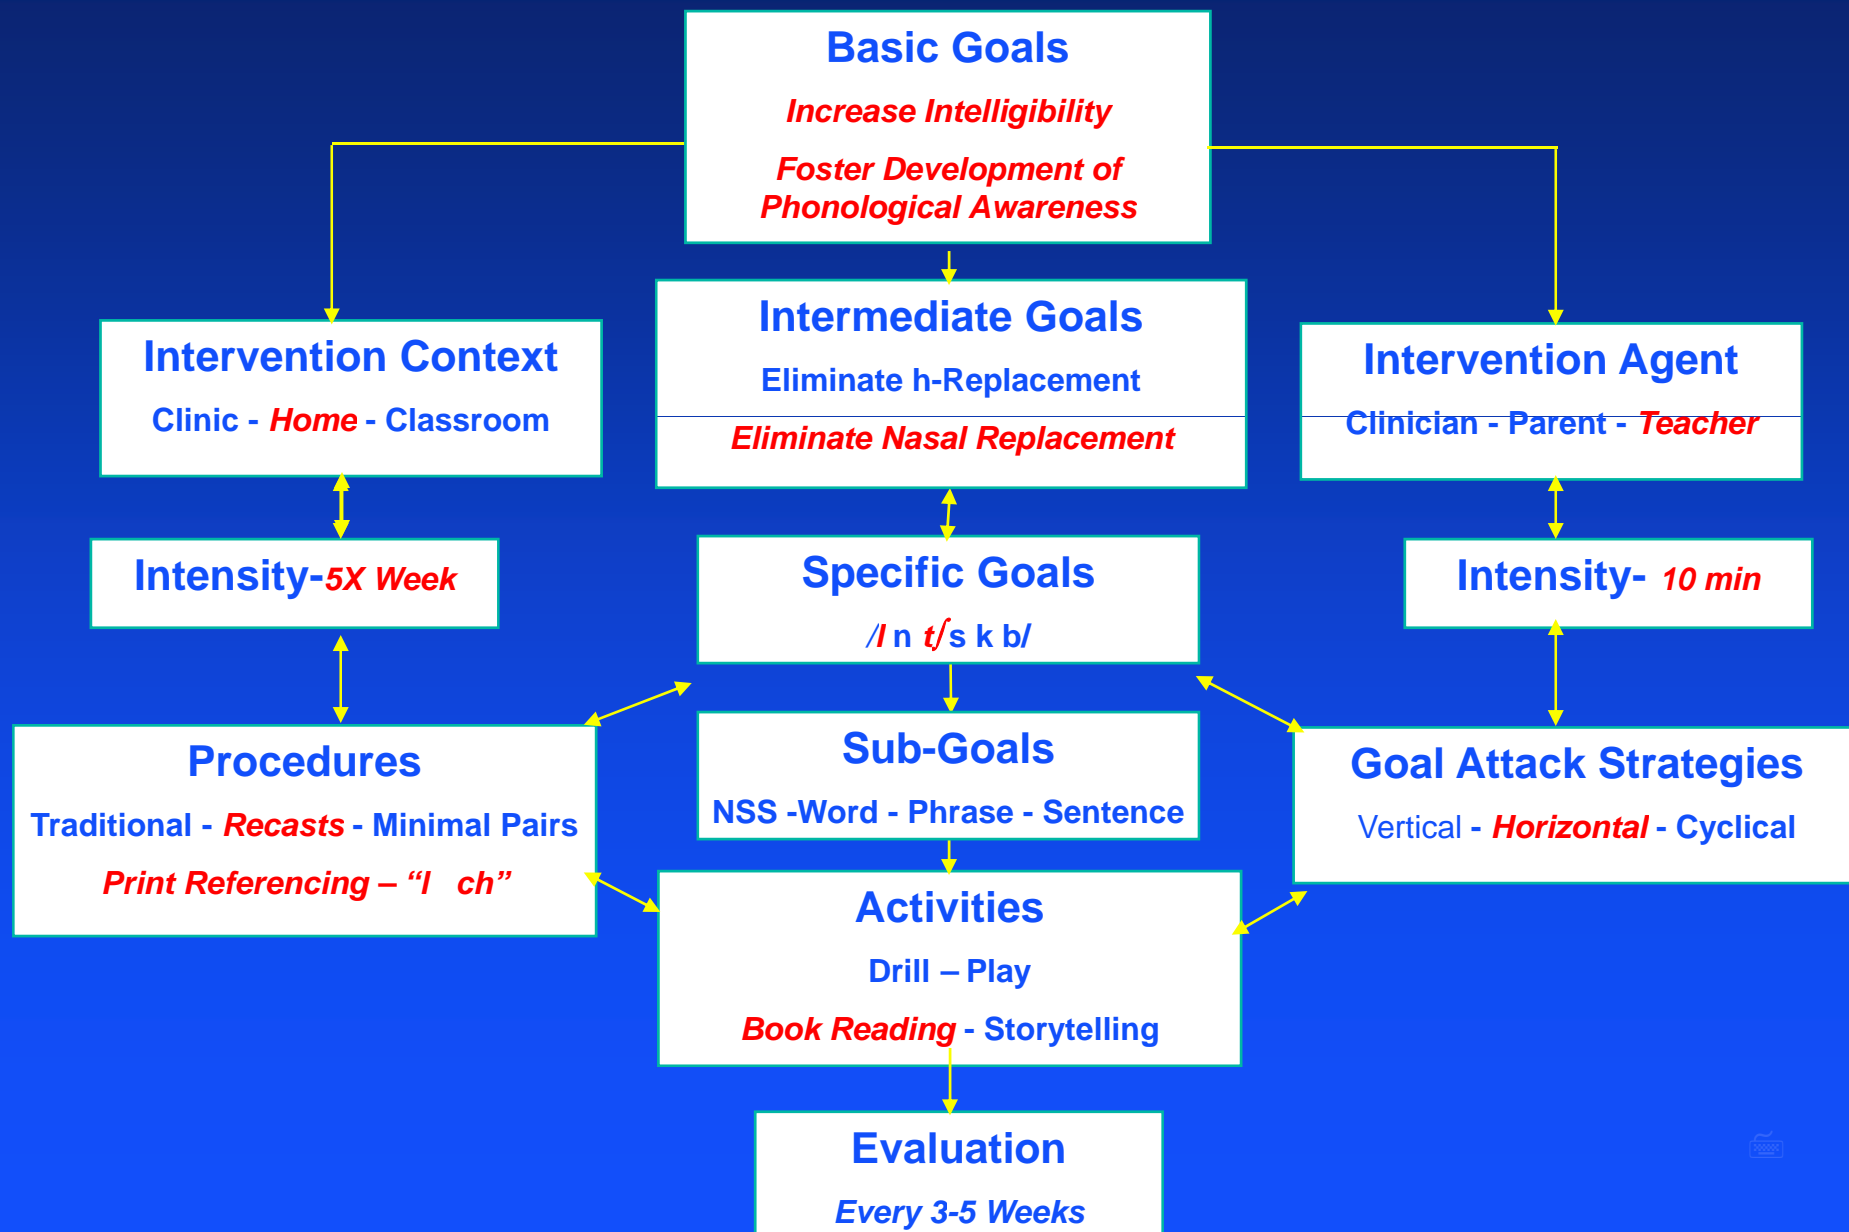 Basic Goals
Increase Intelligibility
Foster Development of
Phonological Awareness
Intervention Context
Clinic - Home - Classroom
Intermediate Goals
Eliminate h-Replacement
Eliminate Nasal Replacement
Intervention Agent
Clinician - Parent - Teacher
Intensity-5X Week
Specific Goals
/l n tʃ s k b/
Intensity- 10 min
Procedures
Traditional - Recasts - Minimal Pairs
Print Referencing – “l ch”
Sub-Goals
NSS -Word - Phrase - Sentence
Goal Attack Strategies
Vertical - Horizontal - Cyclical
Activities
Drill – Play
Book Reading - Storytelling
Evaluation
Every 3-5 Weeks